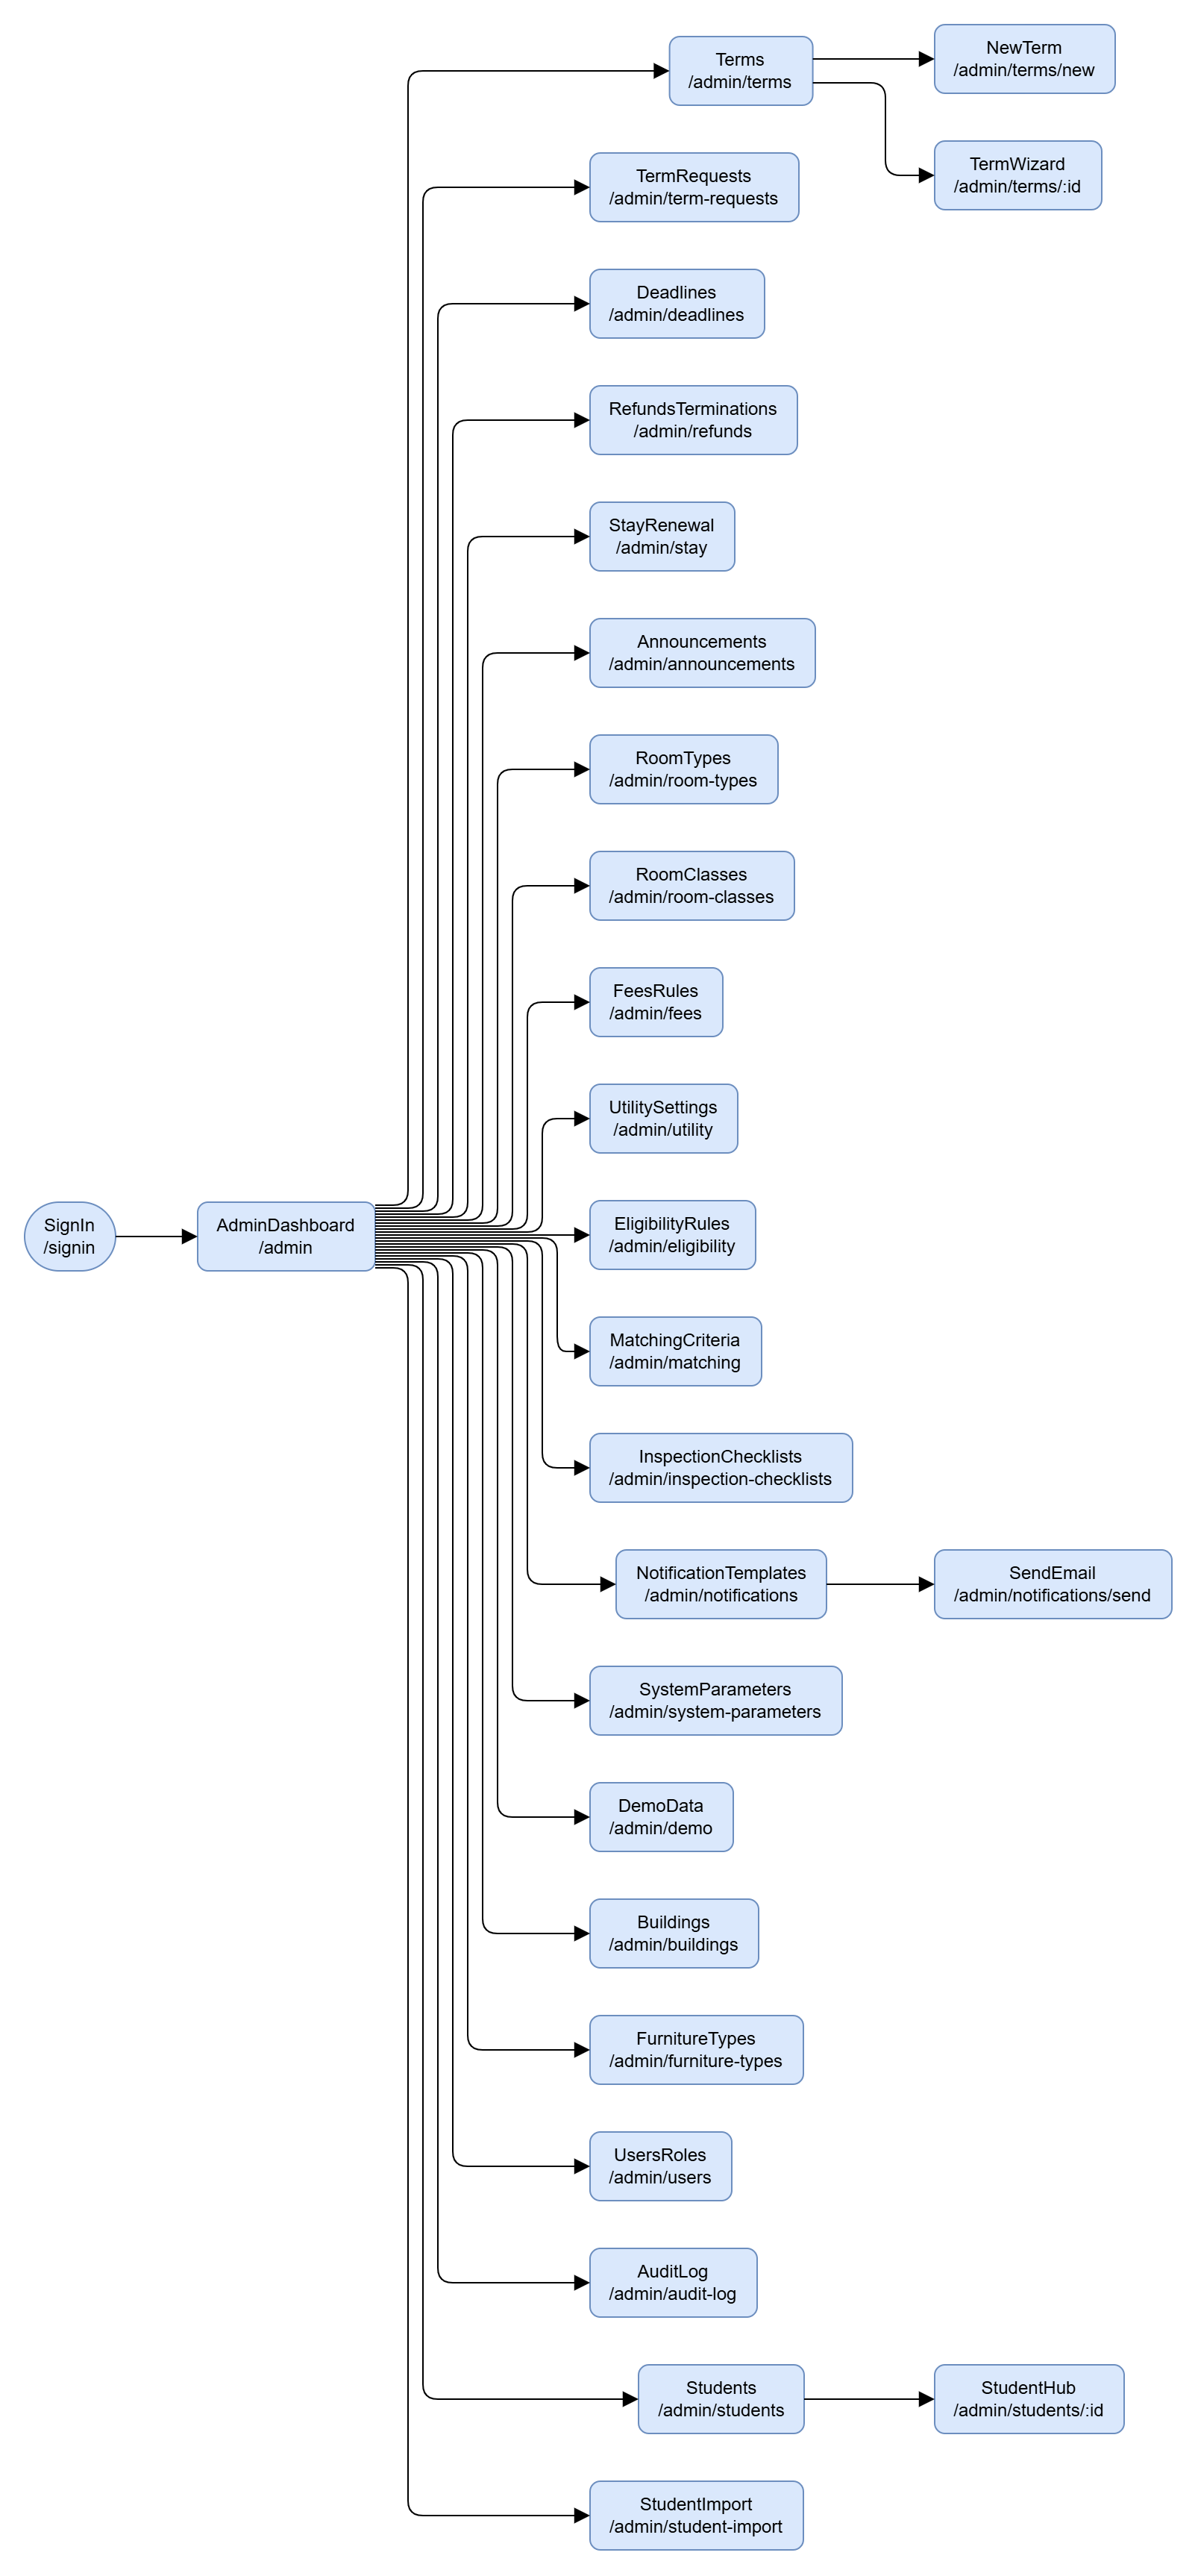 Terms
/admin/terms
NewTerm
/admin/terms/new
TermWizard
/admin/terms/:id
TermRequests
/admin/term-requests
Deadlines
/admin/deadlines
RefundsTerminations
/admin/refunds
StayRenewal
/admin/stay
Announcements
/admin/announcements
RoomTypes
/admin/room-types
RoomClasses
/admin/room-classes
FeesRules
/admin/fees
UtilitySettings
/admin/utility
SignIn
/signin
AdminDashboard
/admin
EligibilityRules
/admin/eligibility
MatchingCriteria
/admin/matching
InspectionChecklists
/admin/inspection-checklists
NotificationTemplates
/admin/notifications
SendEmail
/admin/notifications/send
SystemParameters
/admin/system-parameters
DemoData
/admin/demo
Buildings
/admin/buildings
FurnitureTypes
/admin/furniture-types
UsersRoles
/admin/users
AuditLog
/admin/audit-log
Students
/admin/students
StudentHub
/admin/students/:id
StudentImport
/admin/student-import